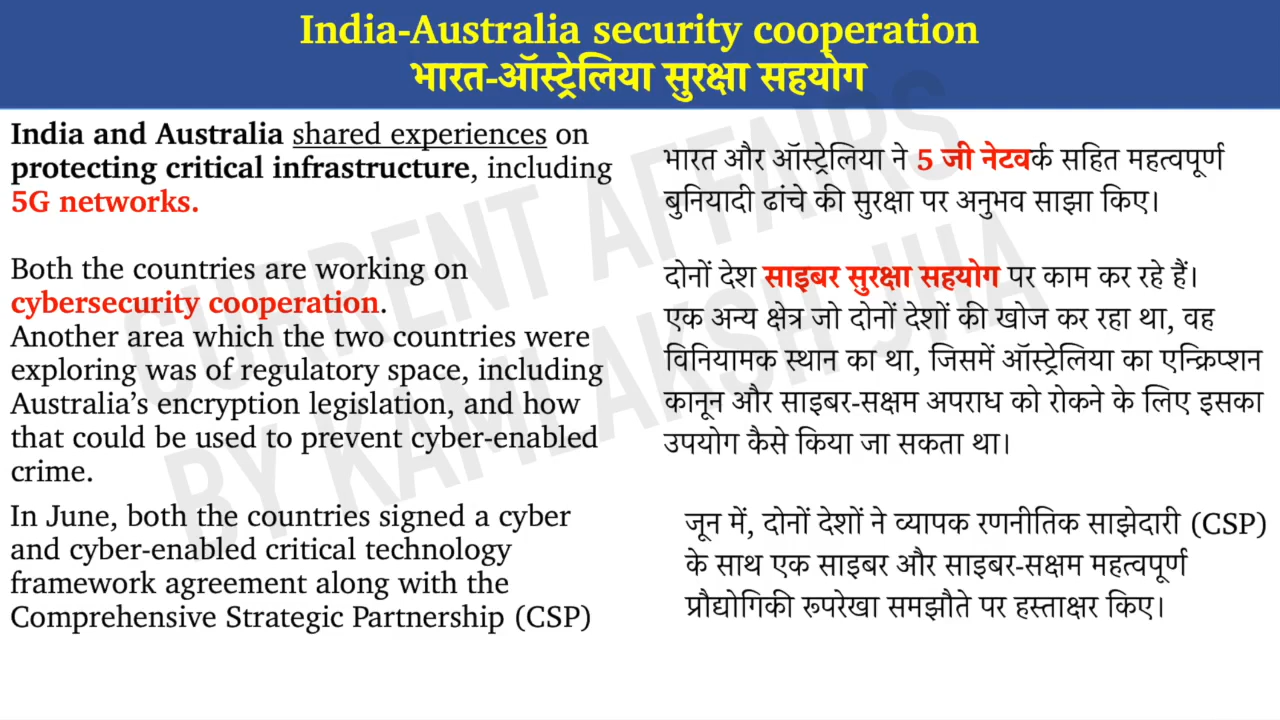 India-Australia security cooperation
भारत-ऑस्ट्रेलिया सुरक्षा सहयोग
India and Australia shared experiences on
protecting critical infrastructure, including
5G networks.
Both the countries are working on
cybersecurity cooperation.
Another area which the two countries were
exploring was of regulatory space, including
Australia's encryption legislation, and how
that could be used to prevent cyber-enabled
crime.
In June, both the countries signed a cyber
and cyber-enabled critical technology
framework agreement along with the
Comprehensive Strategic Partnership (CSP)
भारत और ऑस्ट्रेलिया ने 5 जी नेटवर्क सहित महत्वपूर्ण
बुनियादी ढांचे की सुरक्षा पर अनुभव साझा किए।
दोनों देश साइबर सुरक्षा सहयोग पर काम कर रहे हैं।
एक अन्य क्षेत्र जो दोनों देशों की खोज कर रहा था, वह
विनियामक स्थान का था, जिसमें ऑस्ट्रेलिया का एन्क्रिप्शन
कानून और साइबर-सक्षम अपराध को रोकने के लिए इसका
उपयोग कैसे किया जा सकता था।
जून में, दोनों देशों ने व्यापक रणनीतिक साझेदारी (CSP)
के साथ एक साइबर और साइबर-सक्षम महत्वपूर्ण
प्रौद्योगिकी रूपरेखा समझौते पर हस्ताक्षर किए।
CURRENT AFFAIRS
BY KAMLAKSH JHA